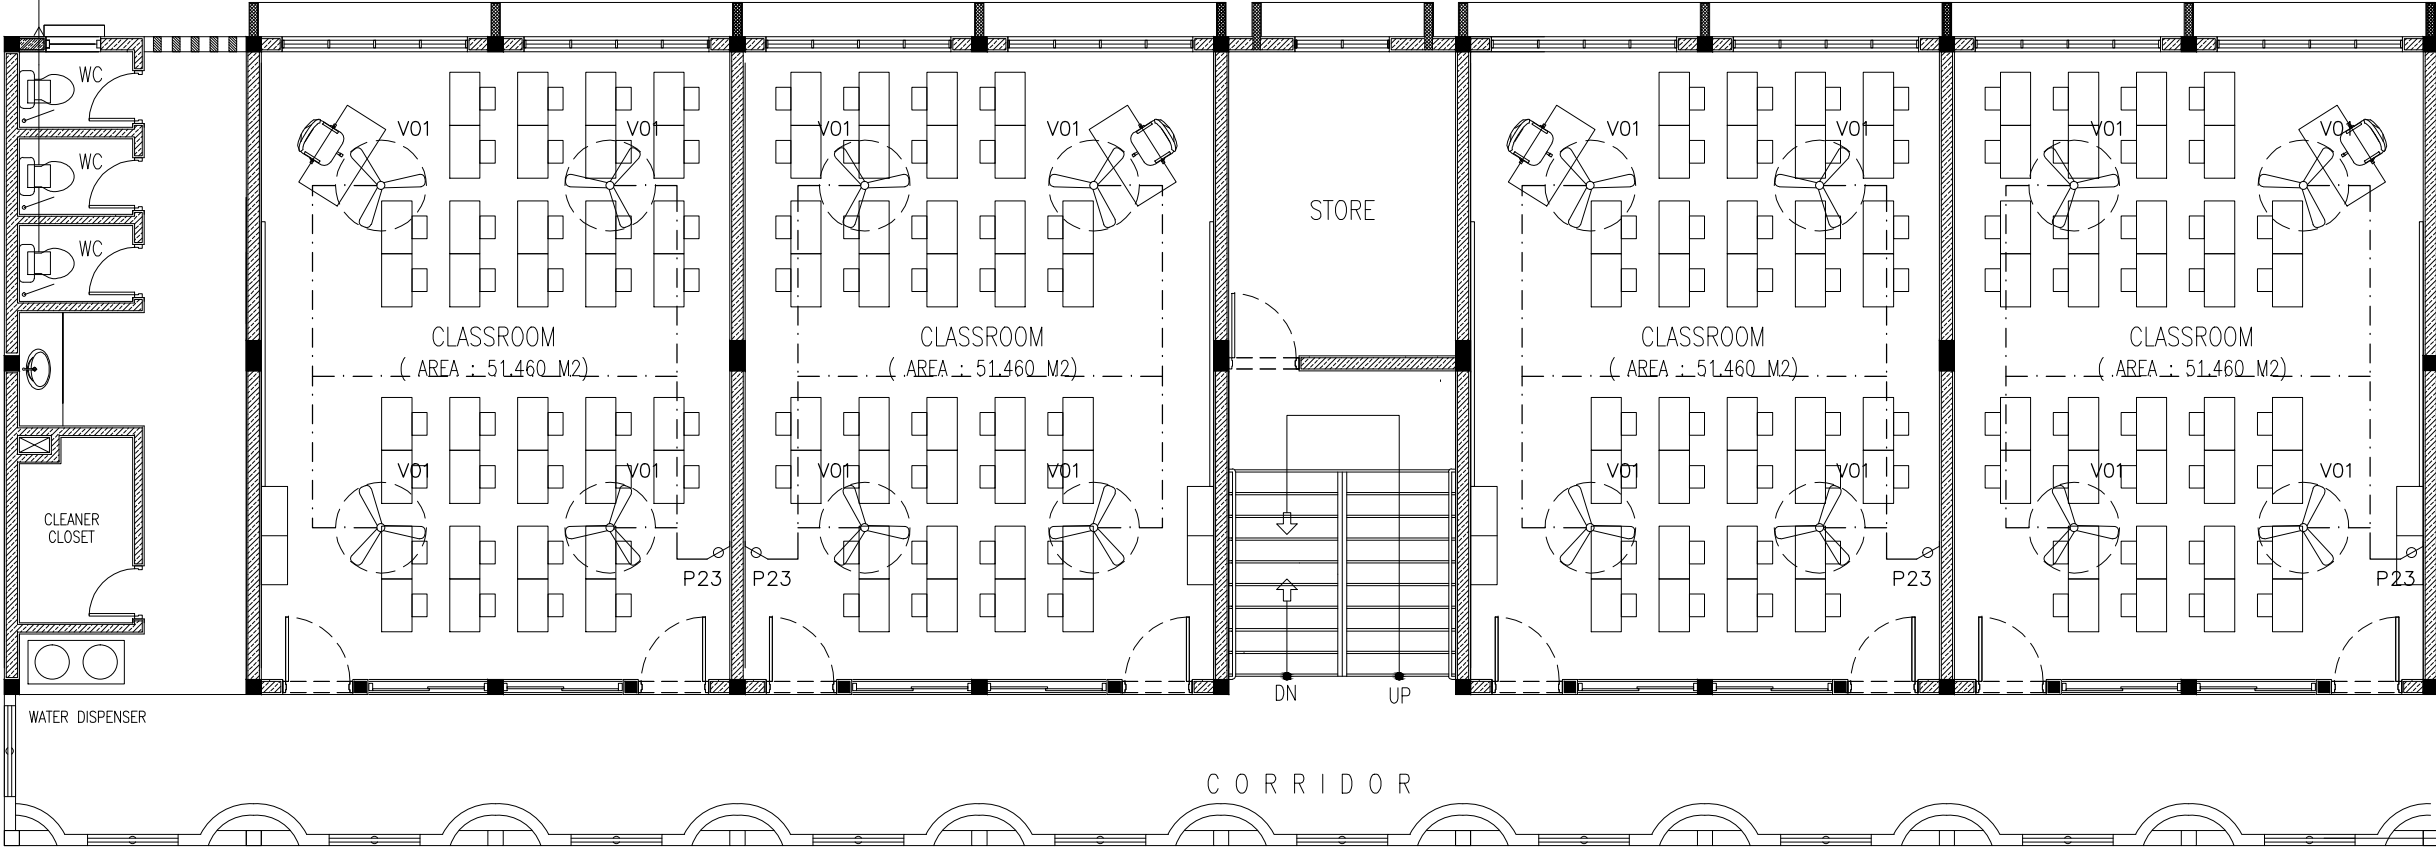 WC
V01
V01
V01
V01
V01
V01
V01
V01
WC
STORE
WC
CLASSROOM
( AREA : 51.460 M2)
CLASSROOM
( AREA : 51.460 M2)
CLASSROOM
( AREA : 51.460 M2)
CLASSROOM
( AREA : 51.460 M2)
V01
V01
V01
V01
V01
V01
V01
V01
CLEANER
CLOSET
P23
P23
P23
P23
DN
UP
WATER DISPENSER
CORRIDOR